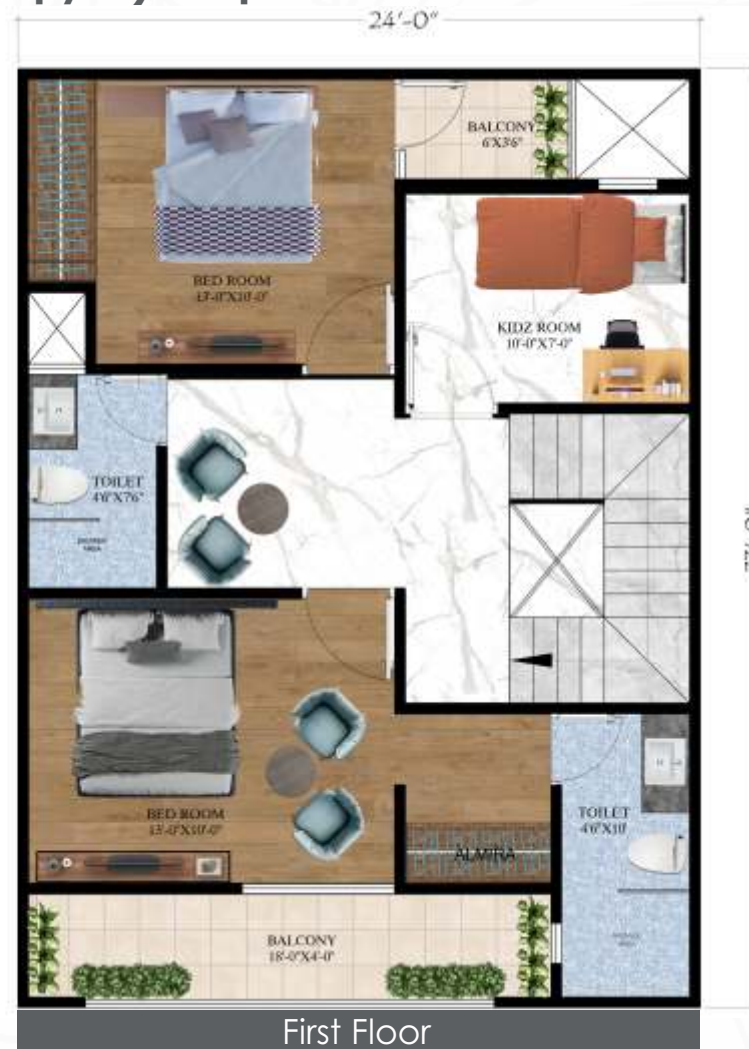 24'-0"
BALCONY
6'X3'6"
BED ROOM
13'-0"X10'-0"
KIDZ ROOM
10'-0"X7'-0"
TOILET
4'6"X7'6"
SHOWER
AREA
BED ROOM
13'-0"X10'-0"
TOILET
4'6"X10'
ALMIRA
BALCONY
18'-0"X4'-0"
First Floor